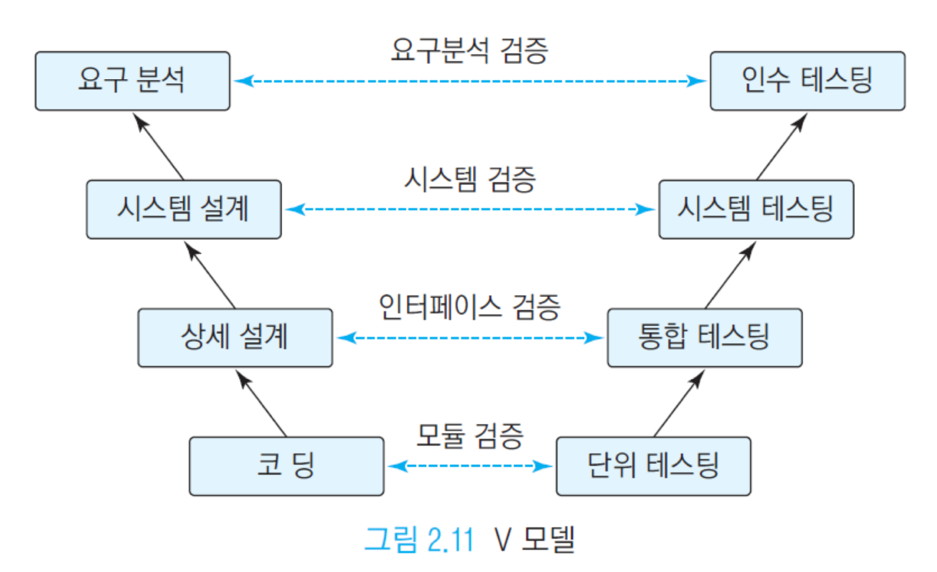 요구분석 검증
요구 분석
인수 테스팅
시스템 검증
시스템 설계
시스템 테스팅
인터페이스 검증
상세 설계
통합 테스팅
모듈 검증
코 딩
단위 테스팅
그림 2.11 V 모델